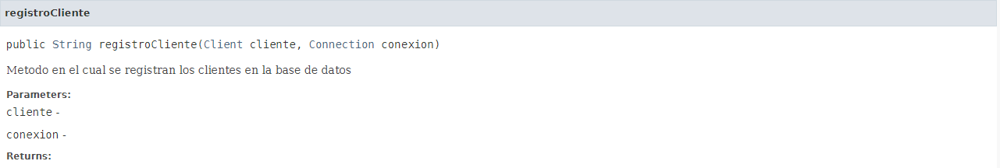 registroCliente
public String registroCliente(Client cliente, Connection conexion)
Metodo en el cual se registran los clientes en la base de datos
Parameters:
cliente -
conexion -
Returns: